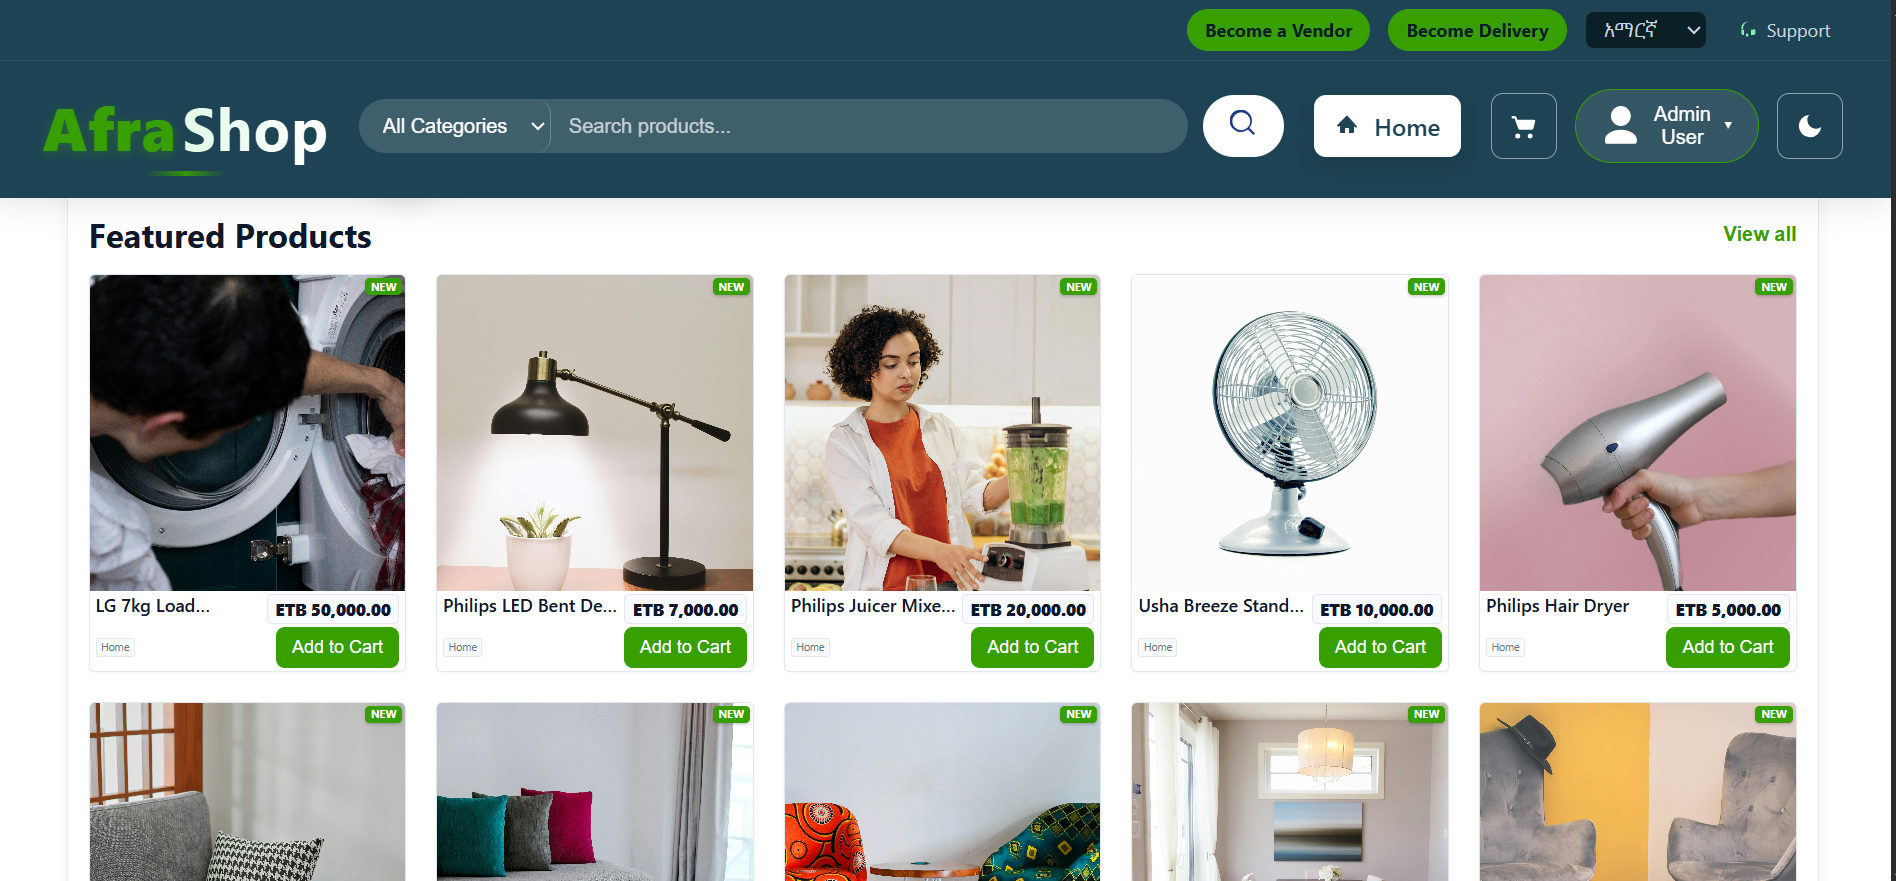 Become a Vendor
Become Delivery
አማርኛ
Support
AfraShop
All Categories
Search products...
Home
Admin
User
Featured Products
View all
NEW
LG 7kg Load...
ETB 50,000.00
Home
Add to Cart
NEW
Philips LED Bent De...
ETB 7,000.00
Home
Add to Cart
NEW
Philips Juicer Mixe...
ETB 20,000.00
Home
Add to Cart
NEW
Usha Breeze Stand...
ETB 10,000.00
Home
Add to Cart
NEW
Philips Hair Dryer
ETB 5,000.00
Home
Add to Cart
NEW
NEW
NEW
NEW
NEW